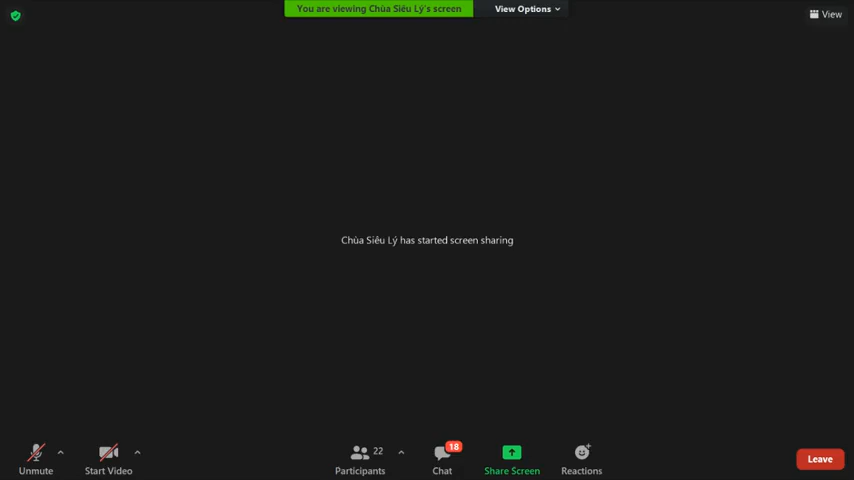 You are viewing Chùa Siêu Lý's screen
View Options
View
Chùa Siêu Lý has started screen sharing
22
18
Unmute
Start Video
Participants
Chat
Share Screen
Reactions
Leave